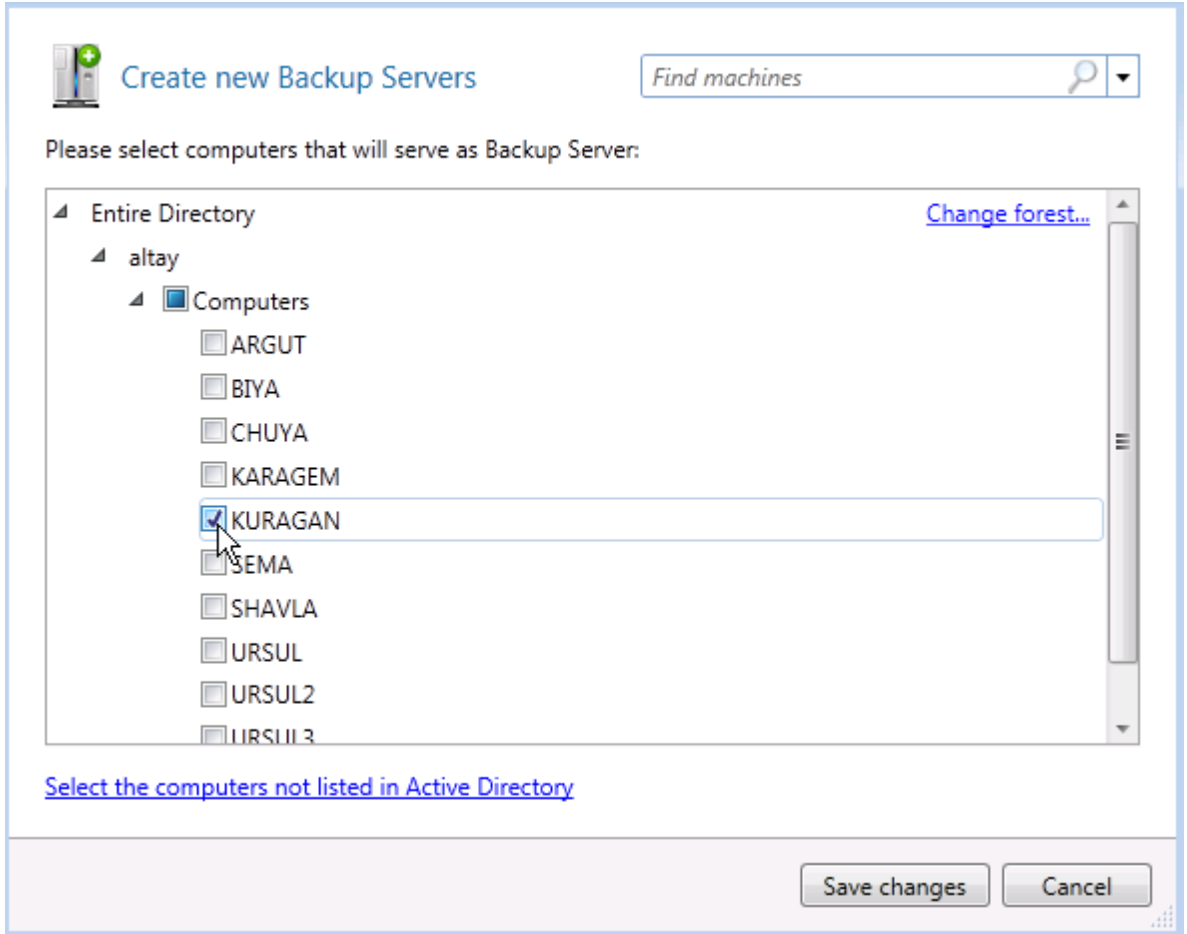 Create new Backup Servers
Find machines
Please select computers that will serve as Backup Server:
Entire Directory
Change forest...
altay
Computers
ARGUT
BIYA
CHUYA
KARAGEM
KURAGAN
SEMA
SHAVLA
URSUL
URSUL2
URSUL3
Select the computers not listed in Active Directory
Save changes
Cancel